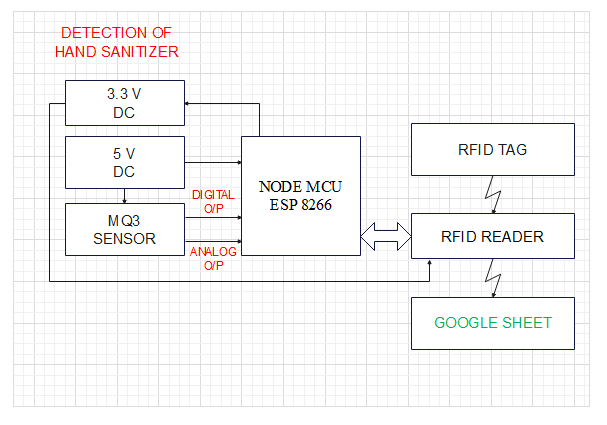 DETECTION OF
HAND SANITIZER
3.3 V
DC
5 V
DC
MQ3
SENSOR
DIGITAL
O/P
ANALOG
O/P
NODE MCU
ESP 8266
RFID TAG
RFID READER
GOOGLE SHEET